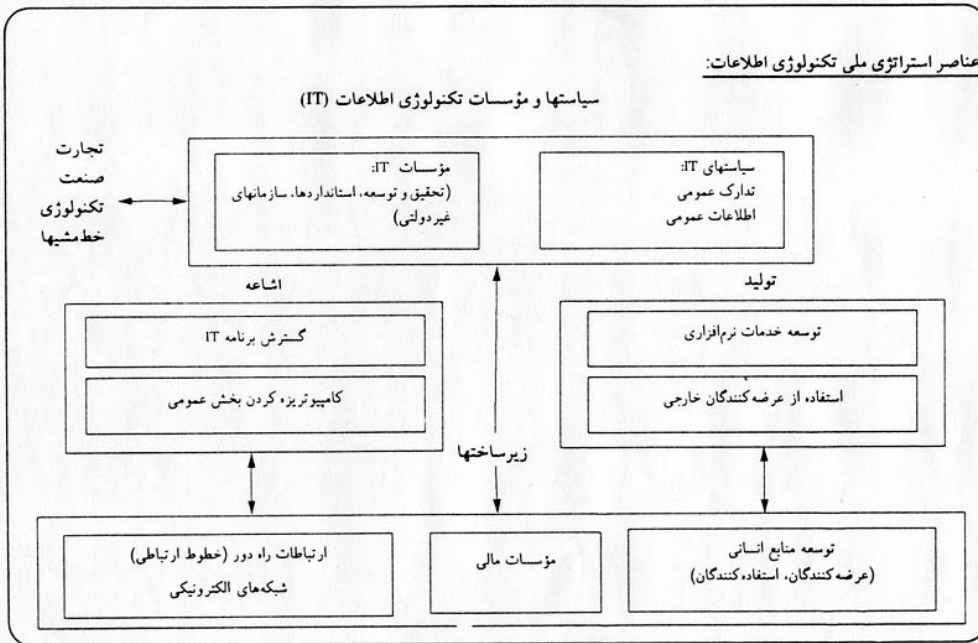 عناصر استراتژی ملی تکنولوژی اطلاعات:
سیاستها و مؤسسات تکنولوژی اطلاعات (IT)
سیاستهای IT:
تدارک عمومی
اطلاعات عمومی
مؤسسات IT:
(تحقیق و توسعه، استانداردها، سازمانهای
غیردولتی)
تجارت
صنعت
تکنولوژی
خط‌مشیها
تولید
توسعه خدمات نرم‌افزاری
استفاده از عرضه‌کنندگان خارجی
اشاعه
گسترش برنامه IT
کامپیوتریزه کردن بخش عمومی
زیرساختها
توسعه منابع انسانی
(عرضه‌کنندگان، استفاده‌کنندگان)
مؤسسات مالی
ارتباطات راه دور (خطوط ارتباطی)
شبکه‌های الکترونیکی